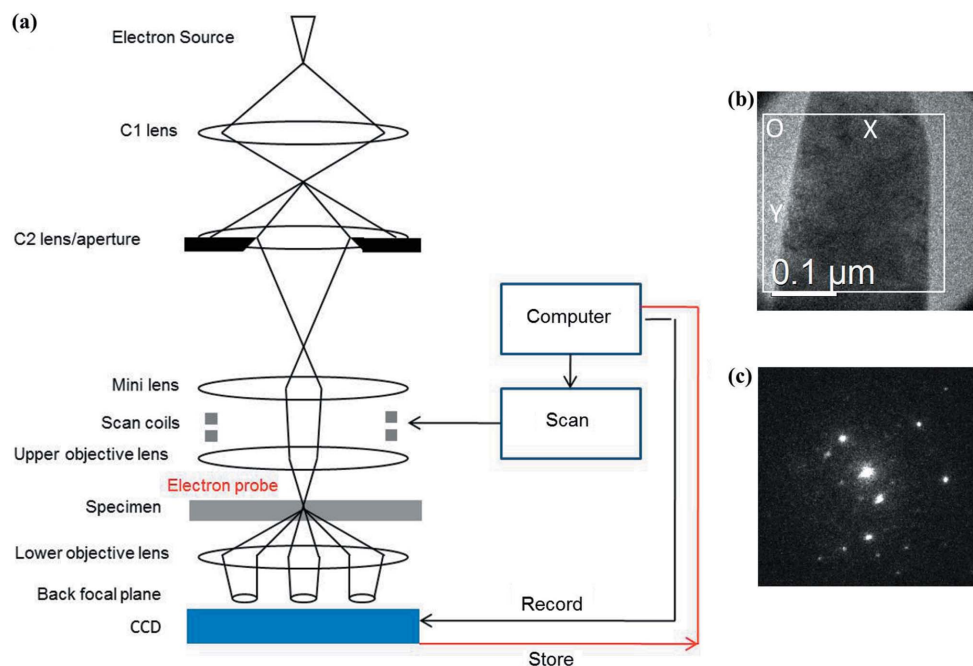 (a)
Electron Source
C1 lens
C2 lens/aperture
Mini lens
Scan coils
Upper objective lens
Electron probe
Specimen
Lower objective lens
Back focal plane
CCD
Computer
Scan
Record
Store
(b)
O
X
Y
0.1 μm
(c)